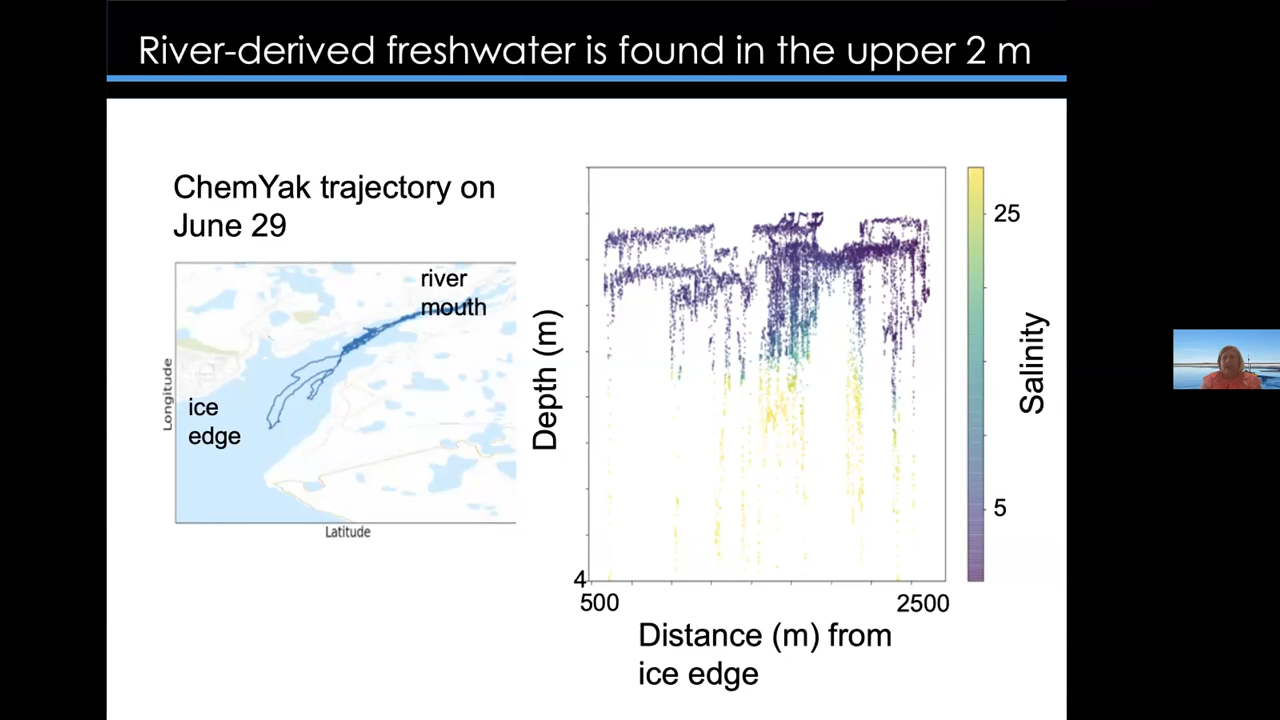 River-derived freshwater is found in the upper 2 m
ChemYak trajectory on
June 29
river
mouth
ice
edge
Longitude
Latitude
Depth (m)
4
500
2500
Distance (m) from
ice edge
25
5
Salinity